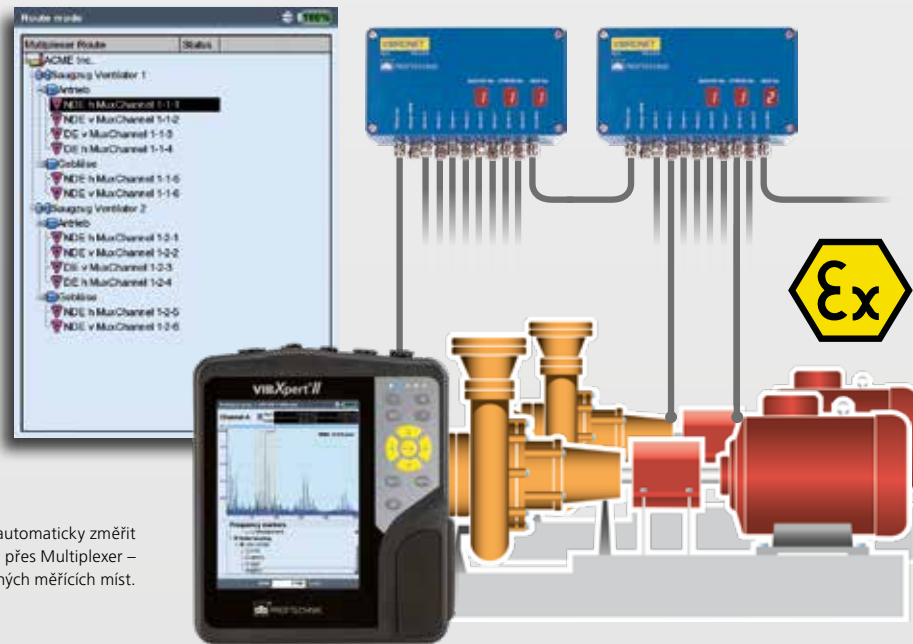 Route mode
100%
Multiplexer Route Status
ACME Inc.
Saugzug Ventilator 1
Antrieb
NDE h MuxChannel 1-1-1
NDE v MuxChannel 1-1-2
DE v MuxChannel 1-1-3
DE h MuxChannel 1-1-4
Gebläse
NDE h MuxChannel 1-1-5
NDE v MuxChannel 1-1-6
Saugzug Ventilator 2
Antrieb
NDE h MuxChannel 1-2-1
NDE v MuxChannel 1-2-2
DE v MuxChannel 1-2-3
DE h MuxChannel 1-2-4
Gebläse
NDE h MuxChannel 1-2-5
NDE v MuxChannel 1-2-6
VIBRONET
PRÜFTECHNIK
1 1 1
VIBRONET
PRÜFTECHNIK
1 1 2
Ex
VIBXpert II
Channel A
Frequency markers
PRÜFTECHNIK
automaticky změřit
přes Multiplexer –
ných měřících míst.